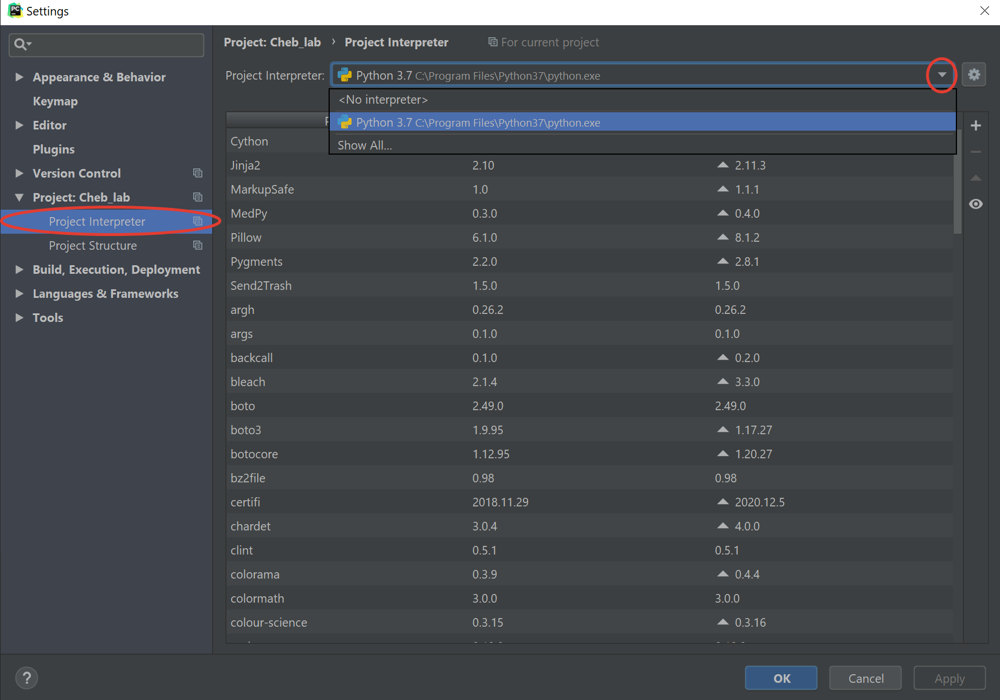 Settings
Appearance & Behavior
Keymap
Editor
Plugins
Version Control
Project: Cheb_lab
Project Interpreter
Project Structure
Build, Execution, Deployment
Languages & Frameworks
Tools
Project: Cheb_lab › Project Interpreter For current project
Project Interpreter: Python 3.7 C:\Program Files\Python37\python.exe
<No interpreter>
Python 3.7 C:\Program Files\Python37\python.exe
Show All...
Cython
Jinja2 2.10 2.11.3
MarkupSafe 1.0 1.1.1
MedPy 0.3.0 0.4.0
Pillow 6.1.0 8.1.2
Pygments 2.2.0 2.8.1
Send2Trash 1.5.0 1.5.0
argh 0.26.2 0.26.2
args 0.1.0 0.1.0
backcall 0.1.0 0.2.0
bleach 2.1.4 3.3.0
boto 2.49.0 2.49.0
boto3 1.9.95 1.17.27
botocore 1.12.95 1.20.27
bz2file 0.98 0.98
certifi 2018.11.29 2020.12.5
chardet 3.0.4 4.0.0
clint 0.5.1 0.5.1
colorama 0.3.9 0.4.4
colormath 3.0.0 3.0.0
colour-science 0.3.15 0.3.16
?
OK Cancel Apply